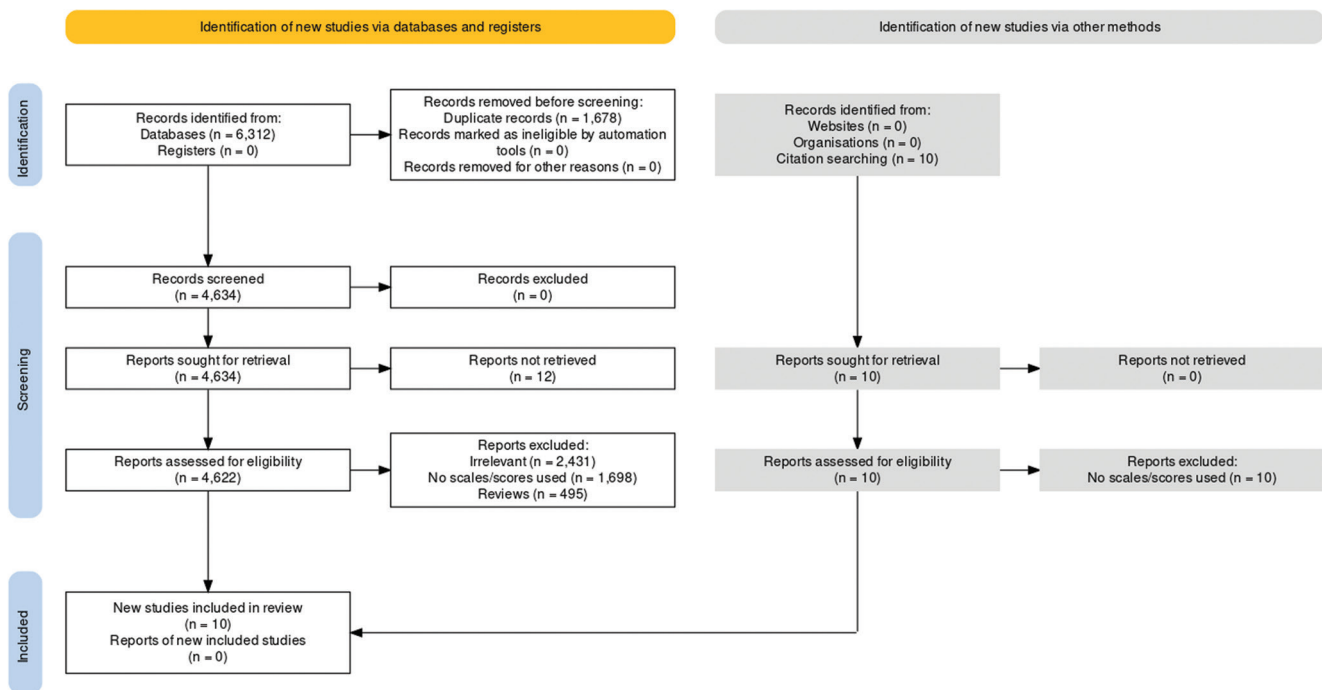 Identification of new studies via databases and registers
Identification of new studies via other methods
Identification
Records identified from:
Databases (n = 6,312)
Registers (n = 0)
Records removed before screening:
Duplicate records (n = 1,678)
Records marked as ineligible by automation
tools (n = 0)
Records removed for other reasons (n = 0)
Records identified from:
Websites (n = 0)
Organisations (n = 0)
Citation searching (n = 10)
Screening
Records screened
(n = 4,634)
Records excluded
(n = 0)
Reports sought for retrieval
(n = 4,634)
Reports not retrieved
(n = 12)
Reports sought for retrieval
(n = 10)
Reports not retrieved
(n = 0)
Reports assessed for eligibility
(n = 4,622)
Reports excluded:
Irrelevant (n = 2,431)
No scales/scores used (n = 1,698)
Reviews (n = 495)
Reports assessed for eligibility
(n = 10)
Reports excluded:
No scales/scores used (n = 10)
Included
New studies included in review
(n = 10)
Reports of new included studies
(n = 0)